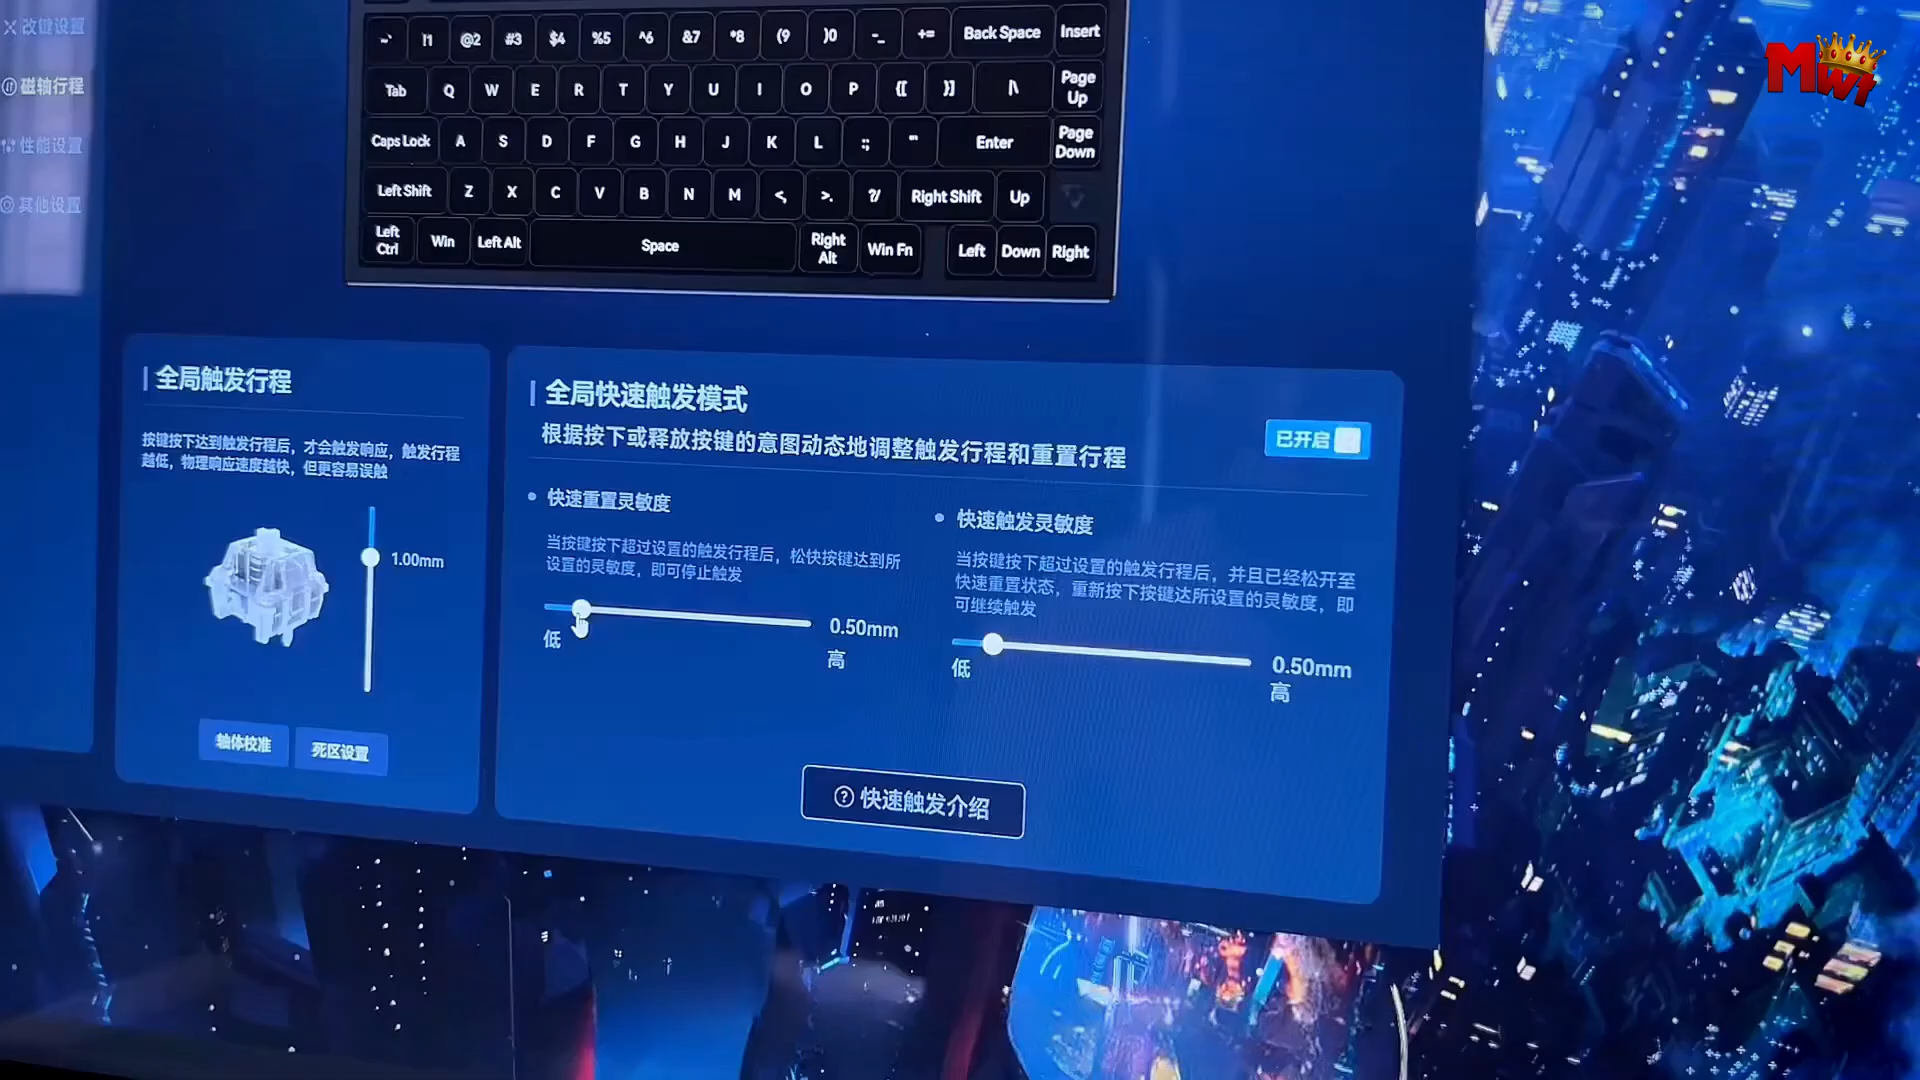 改键设置
磁轴行程
性能设置
其他设置
~` !1 @2 #3 $4 %5 ^6 &7 *8 (9 )0 -_ += Back Space Insert
Tab Q W E R T Y U I O P {[ }] |\ Page Up
Caps Lock A S D F G H J K L :; "' Enter Page Down
Left Shift Z X C V B N M <, >. ?/ Right Shift Up
Left Ctrl Win Left Alt Space Right Alt Win Fn Left Down Right
MWT
全局触发行程
按键按下达到触发行程后，才会触发响应，触发行程
越低，物理响应速度越快，但更容易误触
1.00mm
轴体校准 死区设置
全局快速触发模式
根据按下或释放按键的意图动态地调整触发行程和重置行程
已开启
快速重置灵敏度
当按键按下超过设置的触发行程后，松快按键达到所
设置的灵敏度，即可停止触发
0.50mm
低 高
快速触发灵敏度
当按键按下超过设置的触发行程后，并且已经松开至
快速重置状态，重新按下按键达所设置的灵敏度，即
可继续触发
0.50mm
低 高
? 快速触发介绍